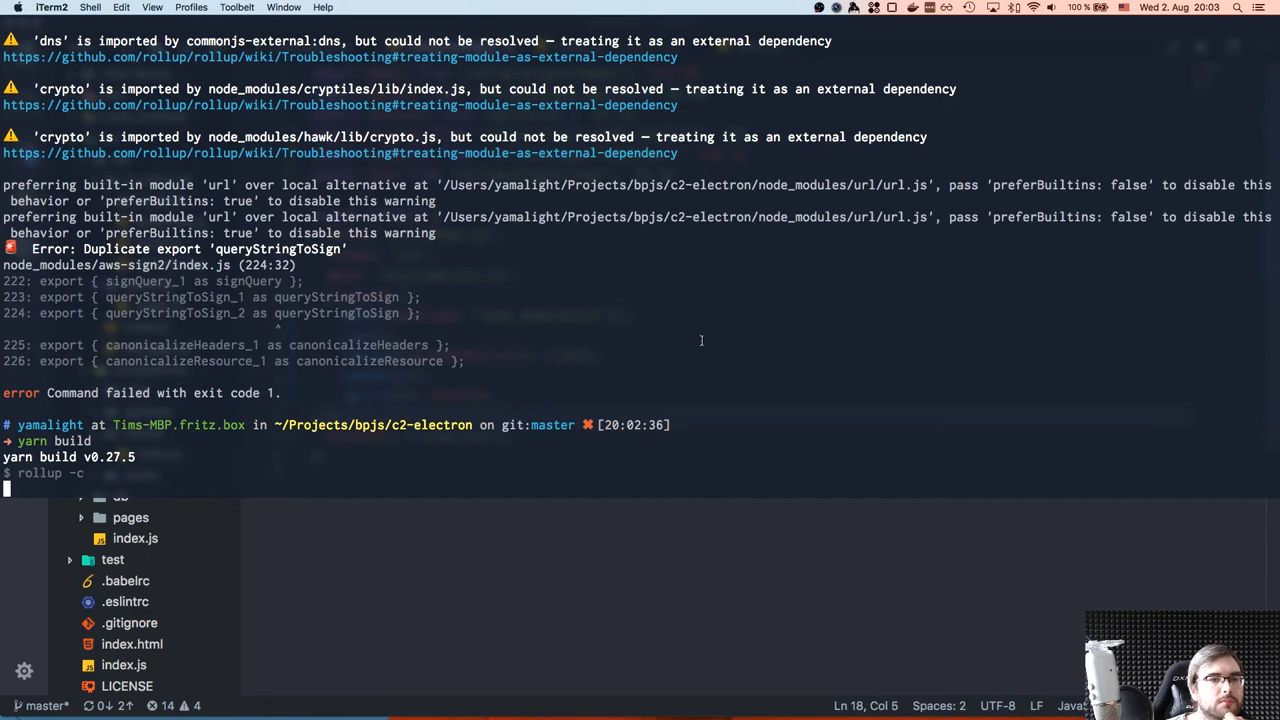 iTerm2 Shell Edit View Profiles Toolbelt Window Help 100 % Wed 2. Aug 20:03
'dns' is imported by commonjs-external:dns, but could not be resolved – treating it as an external dependency
https://github.com/rollup/rollup/wiki/Troubleshooting#treating-module-as-external-dependency
'crypto' is imported by node_modules/cryptiles/lib/index.js, but could not be resolved – treating it as an external dependency
https://github.com/rollup/rollup/wiki/Troubleshooting#treating-module-as-external-dependency
'crypto' is imported by node_modules/hawk/lib/crypto.js, but could not be resolved – treating it as an external dependency
https://github.com/rollup/rollup/wiki/Troubleshooting#treating-module-as-external-dependency
preferring built-in module 'url' over local alternative at '/Users/yamalight/Projects/bpjs/c2-electron/node_modules/url/url.js', pass 'preferBuiltins: false' to disable this
behavior or 'preferBuiltins: true' to disable this warning
preferring built-in module 'url' over local alternative at '/Users/yamalight/Projects/bpjs/c2-electron/node_modules/url/url.js', pass 'preferBuiltins: false' to disable this
behavior or 'preferBuiltins: true' to disable this warning
Error: Duplicate export 'queryStringToSign'
node_modules/aws-sign2/index.js (224:32)
222: export { signQuery_1 as signQuery };
223: export { queryStringToSign_1 as queryStringToSign };
224: export { queryStringToSign_2 as queryStringToSign };
^
225: export { canonicalizeHeaders_1 as canonicalizeHeaders };
226: export { canonicalizeResource_1 as canonicalizeResource };
error Command failed with exit code 1.
# yamalight at Tims-MBP.fritz.box in ~/Projects/bpjs/c2-electron on git:master ✖ [20:02:36]
➜ yarn build
yarn build v0.27.5
$ rollup -c
db
pages
index.js
test
.babelrc
.eslintrc
.gitignore
index.html
index.js
LICENSE
master* 0↓ 2↑ 14 4 Ln 18, Col 5 Spaces: 2 UTF-8 LF Java